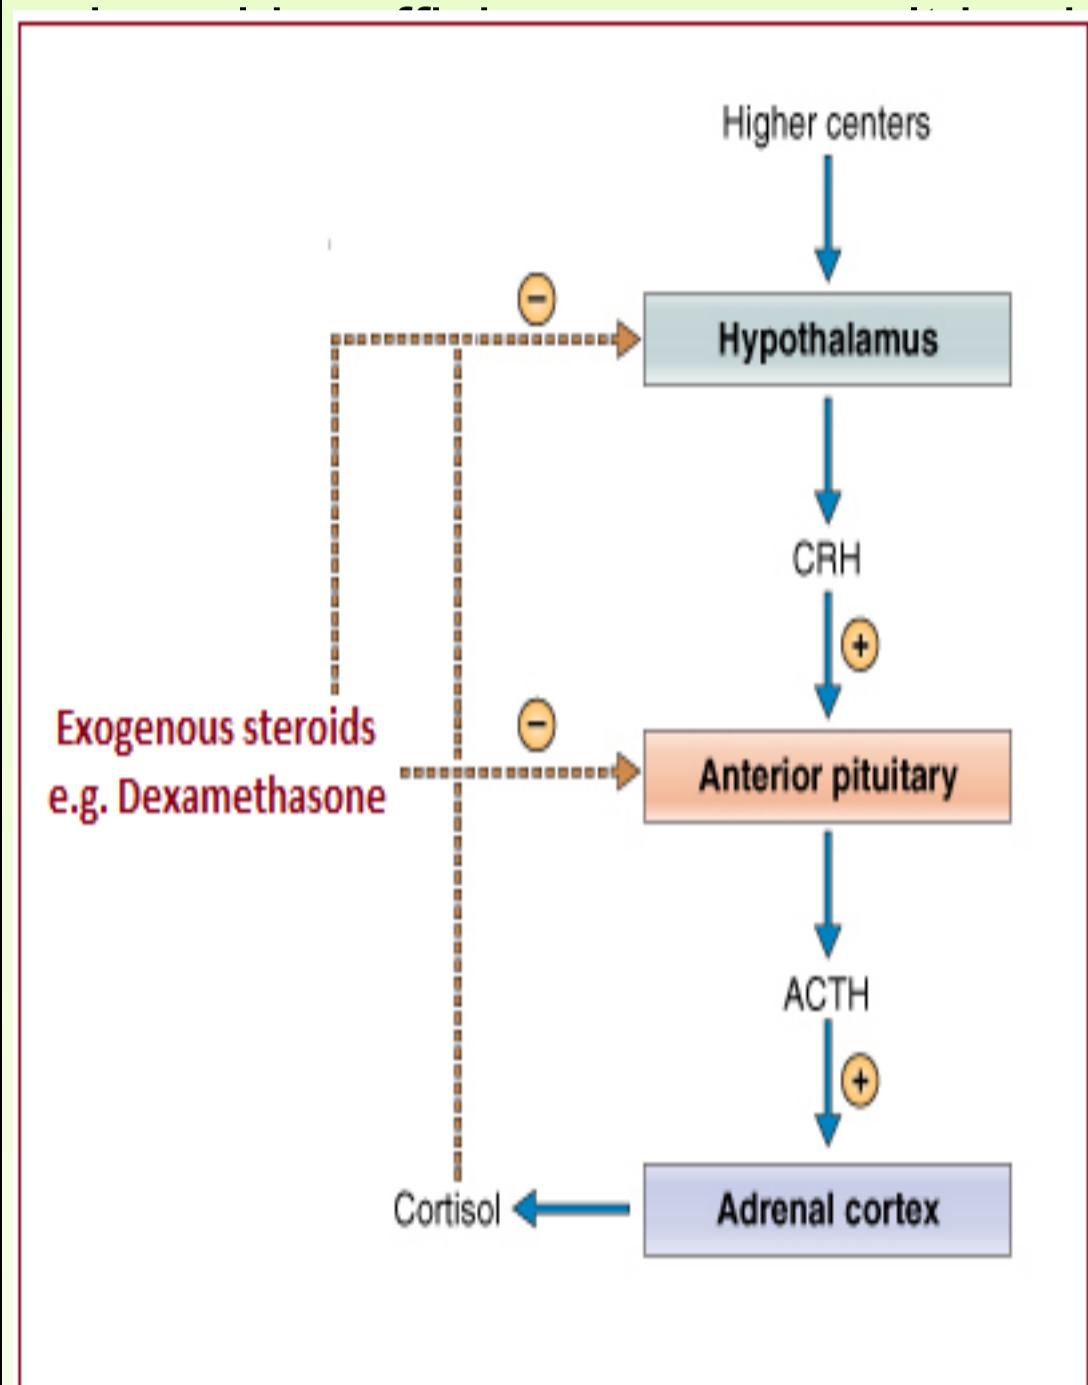 Higher centers
−
Hypothalamus
CRH
+
Exogenous steroids
e.g. Dexamethasone
−
Anterior pituitary
ACTH
+
Cortisol
Adrenal cortex